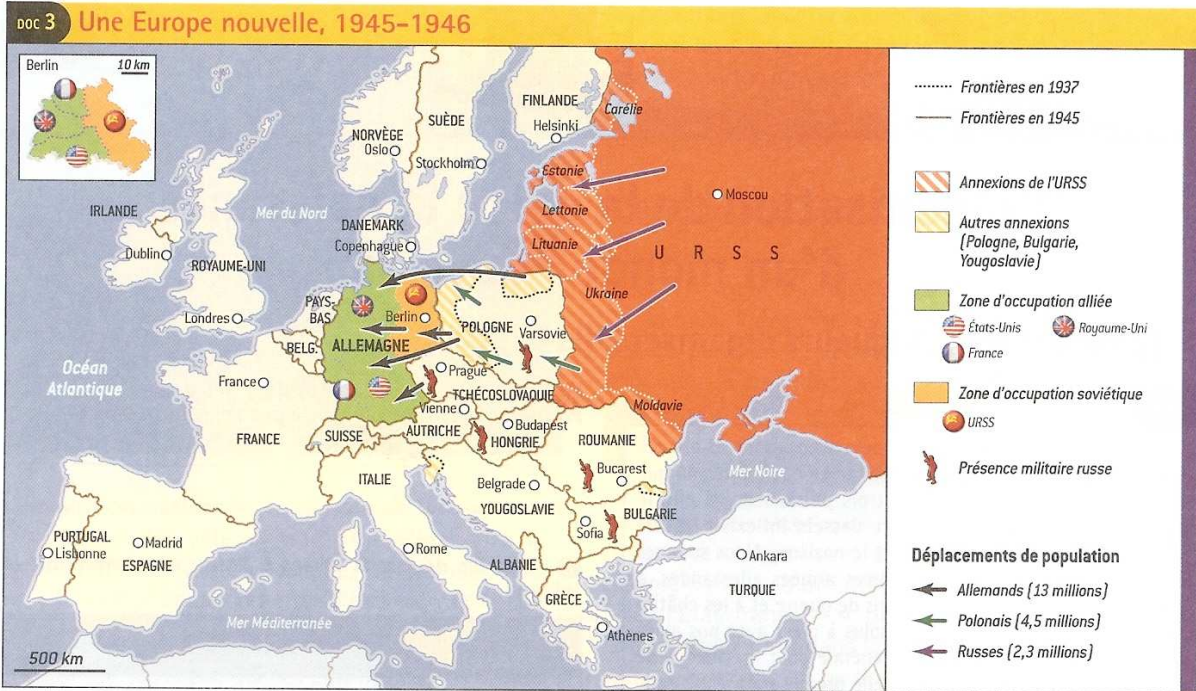 DOC 3 Une Europe nouvelle, 1945-1946
Berlin
10 km
FINLANDE
Helsinki
Carélie
SUÈDE
NORVÈGE
Oslo
Stockholm
Estonie
Moscou
IRLANDE
Mer du Nord
Lettonie
DANEMARK
Copenhague
Lituanie
Dublin
ROYAUME-UNI
U R S S
PAYS-
BAS
Ukraine
Londres
Berlin
POLOGNE
Varsovie
BELG.
ALLEMAGNE
Océan
Atlantique
Prague
France
TCHÉCOSLOVAQUIE
Moldavie
Vienne
Budapest
FRANCE
SUISSE
AUTRICHE
HONGRIE
ROUMANIE
Mer Noire
ITALIE
Bucarest
Belgrade
YOUGOSLAVIE
BULGARIE
Sofia
PORTUGAL
Lisbonne
Madrid
ESPAGNE
Rome
ALBANIE
Ankara
TURQUIE
GRÈCE
Mer Méditerranée
Athènes
500 km
Frontières en 1937
Frontières en 1945
Annexions de l'URSS
Autres annexions
(Pologne, Bulgarie,
Yougoslavie)
Zone d'occupation alliée
États-Unis
Royaume-Uni
France
Zone d'occupation soviétique
URSS
Présence militaire russe
Déplacements de population
Allemands (13 millions)
Polonais (4,5 millions)
Russes (2,3 millions)